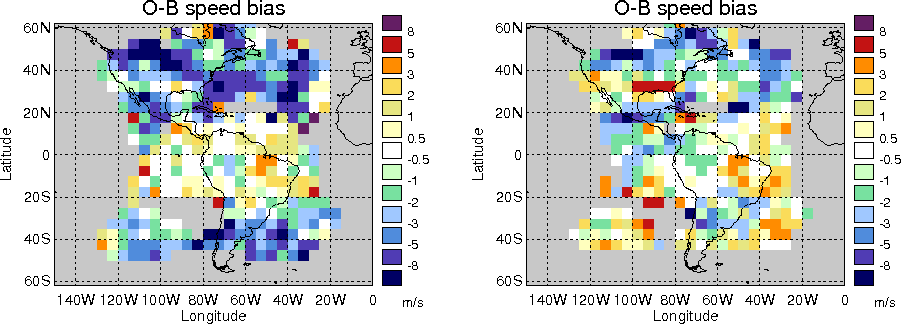 O-B speed bias
60N
40N
20N
0
20S
40S
60S
Latitude
140W 120W 100W 80W 60W 40W 20W 0
Longitude
8
5
3
2
1
0.5
-0.5
-1
-2
-3
-5
-8
m/s
O-B speed bias
60N
40N
20N
0
20S
40S
60S
Latitude
140W 120W 100W 80W 60W 40W 20W 0
Longitude
8
5
3
2
1
0.5
-0.5
-1
-2
-3
-5
-8
m/s